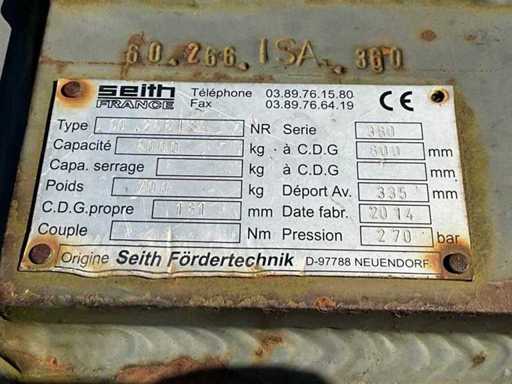 60.266.ISA. 360
seith FRANCE Téléphone 03.89.76.15.80 CE
Fax 03.89.76.64.19
Type NR Serie 360
Capacité kg à C.D.G 600 mm
Capa. serrage kg à C.D.G mm
Poids kg Déport Av. 335 mm
C.D.G.propre 131 mm Date fabr. 2014
Couple Nm Pression 270 bar
Origine Seith Fördertechnik D-97788 NEUENDORF